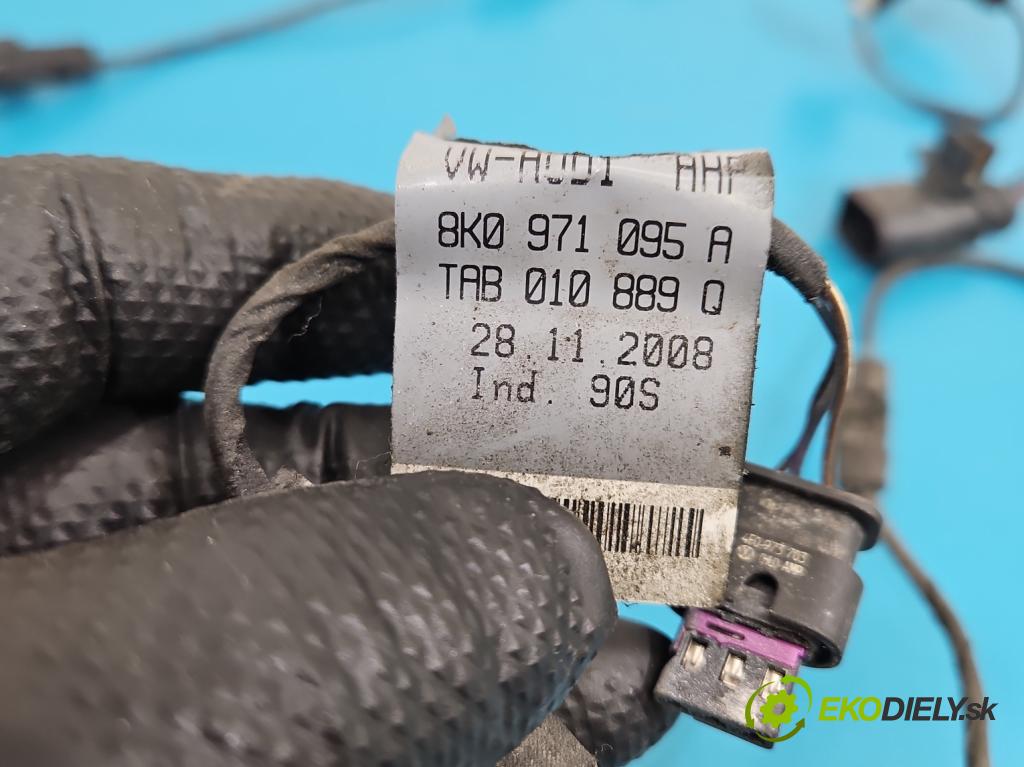 VW-AUDI AHF
8K0 971 095 A
TAB 010 889 Q
28.11.2008
Ind. 90S
EKODIELY.sk